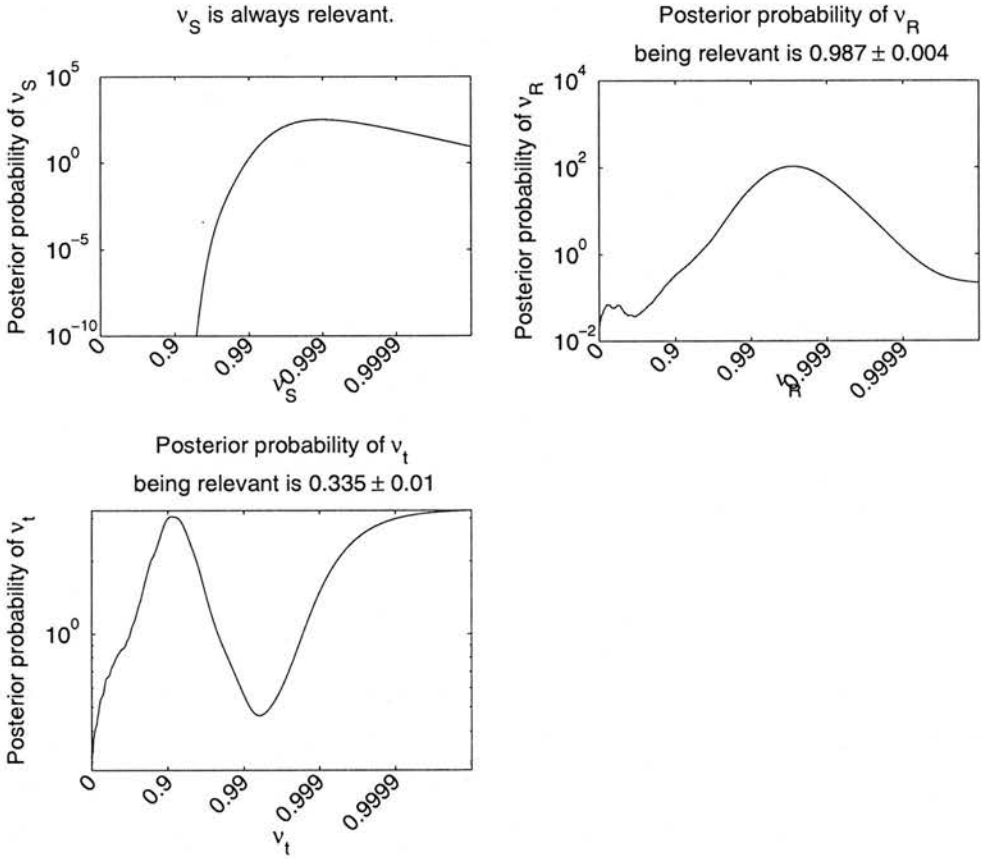 ν_S is always relevant.
Posterior probability of ν_S
10^5
10^0
10^-5
10^-10
0
0.9
0.99
0.999
0.9999
ν_S
Posterior probability of ν_R
being relevant is 0.987 ± 0.004
Posterior probability of ν_R
10^4
10^2
10^0
10^-2
0
0.9
0.99
0.999
0.9999
ν_R
Posterior probability of ν_t
being relevant is 0.335 ± 0.01
Posterior probability of ν_t
10^0
0
0.9
0.99
0.999
0.9999
ν_t